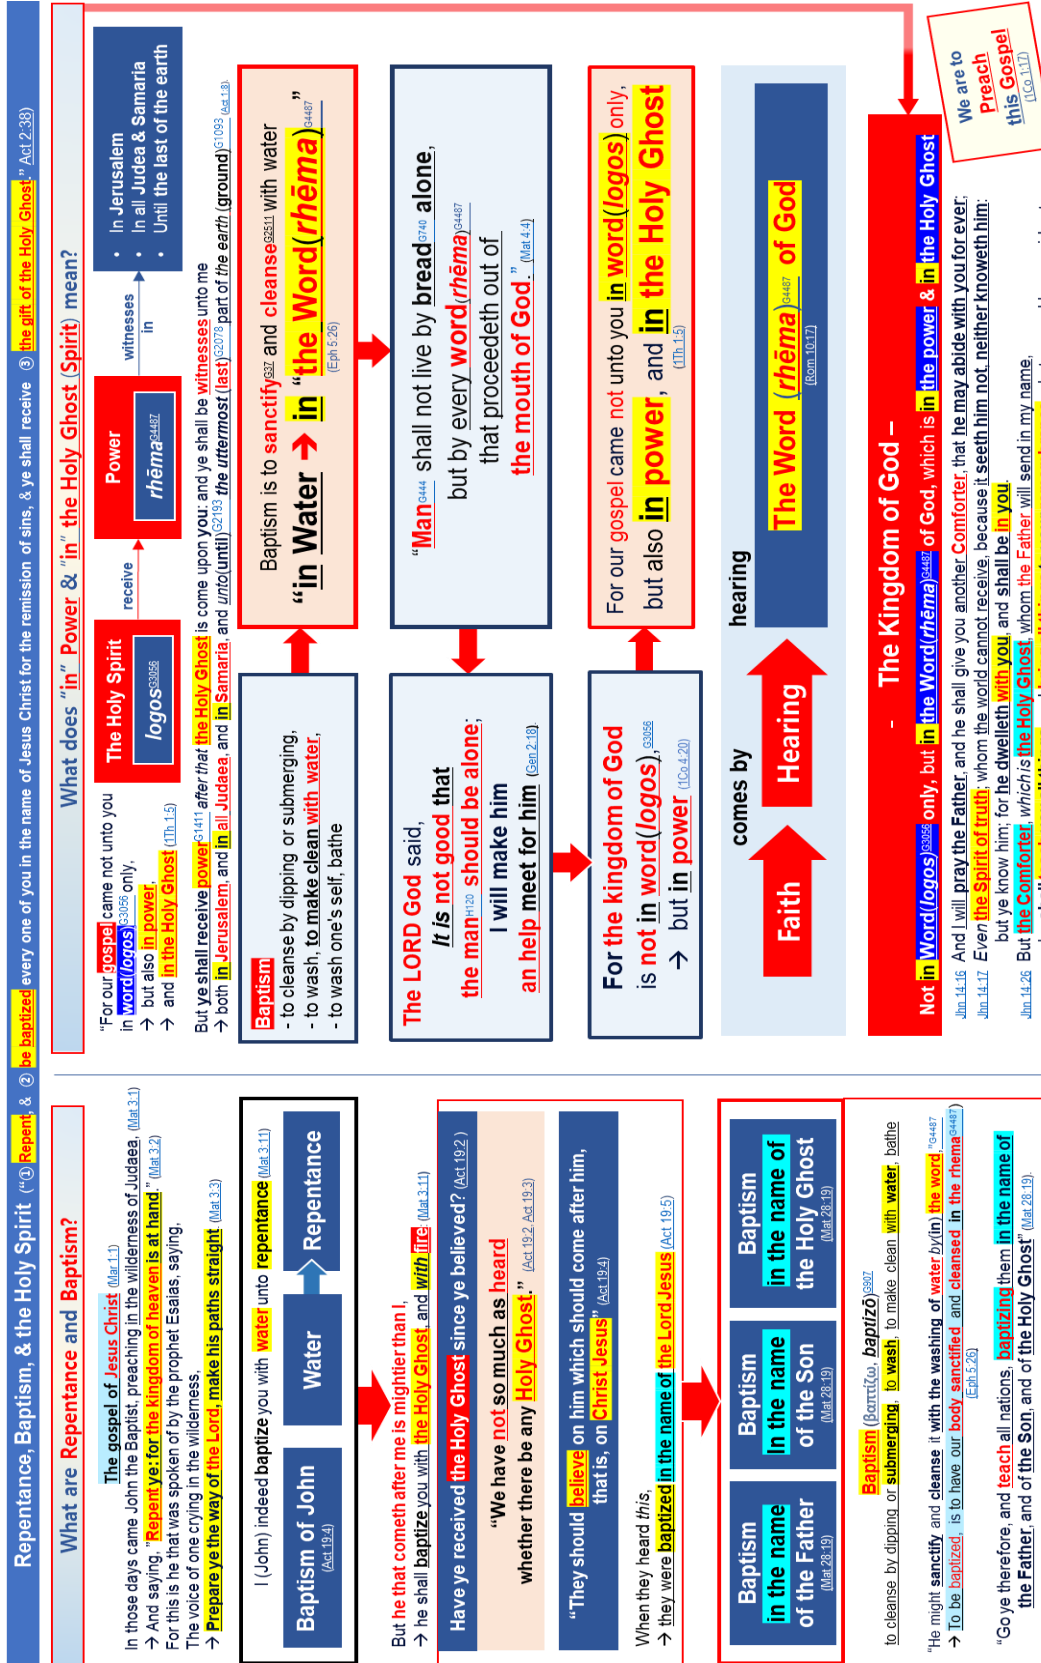 Repentance, Baptism, & the Holy Spirit ("① Repent, & ② be baptized every one of you in the name of Jesus Christ for the remission of sins, & ye shall receive ③ the gift of the Holy Ghost." Act 2:38)
What are Repentance and Baptism?
The gospel of Jesus Christ (Mar 1:1)
In those days came John the Baptist, preaching in the wilderness of Judaea, (Mat 3:1)
→ And saying, "Repent ye: for the kingdom of heaven is at hand." (Mat 3:2)
For this is he that was spoken of by the prophet Esaias, saying,
The voice of one crying in the wilderness,
→ Prepare ye the way of the Lord, make his paths straight. (Mat 3:3)
I (John) indeed baptize you with water unto repentance (Mat 3:11)
Baptism of John
(Act 19:4)
Water
Repentance
But he that cometh after me is mightier than I,
→ he shall baptize you with the Holy Ghost, and with fire: (Mat 3:11)
Have ye received the Holy Ghost since ye believed? (Act 19:2)
"We have not so much as heard
whether there be any Holy Ghost." (Act 19:2, Act 19:3)
"They should believe on him which should come after him,
that is, on Christ Jesus" (Act 19:4)
When they heard this,
→ they were baptized in the name of the Lord Jesus (Act 19:5)
Baptism
in the name
of the Father
(Mat 28:19)
Baptism
In the name
of the Son
(Mat 28:19)
Baptism
in the name of
the Holy Ghost
(Mat 28:19)
Baptism (βαπτίζω, baptizō)G907
to cleanse by dipping or submerging, to wash, to make clean with water, bathe
"He might sanctify and cleanse it with the washing of water by(in) the word,"G4487
→ To be baptized, is to have our body sanctified and cleansed in the rhemaG4487)
(Eph 5:26)
"Go ye therefore, and teach all nations, baptizing them in the name of
the Father, and of the Son, and of the Holy Ghost" (Mat 28:19)
What does "in" Power & "in" the Holy Ghost (Spirit) mean?
"For our gospel came not unto you
in word(logos)G3056 only,
→ but also in power,
→ and in the Holy Ghost (1Th 1:5)
The Holy Spirit
logosG3056
receive
Power
rhēmaG4487
witnesses
in
• In Jerusalem
• In all Judea & Samaria
• Until the last of the earth
But ye shall receive powerG1411 after that the Holy Ghost is come upon you: and ye shall be witnesses unto me
→ both in Jerusalem, and in all Judaea, and in Samaria, and unto(until)G2193 the uttermost (last)G2078 part of the earth (ground)G1093 (Act 1:8)
Baptism
- to cleanse by dipping or submerging,
- to wash, to make clean with water,
- to wash one's self, bathe
Baptism is to sanctifyG37 and cleanseG2511 with water
"in Water → in "the Word(rhēma)G4487"
(Eph 5:26)
The LORD God said,
It is not good that
the manH120 should be alone;
I will make him
an help meet for him (Gen 2:18).
"ManG444 shall not live by breadG740 alone,
but by every word(rhēma)G4487
that proceedeth out of
the mouth of God." (Mat 4:4)
For the kingdom of God
is not in word(logos),G3056
→ but in power (1Co 4:20)
For our gospel came not unto you in word(logos) only,
but also in power, and in the Holy Ghost
(1Th 1:5)
Faith
comes by
Hearing
hearing
The Word (rhēma)G4487 of God
(Rom 10:17)
- The Kingdom of God –
Not in Word(logos)G3056 only, but in the Word(rhēma)G4487 of God, which is in the power & in the Holy Ghost
We are to
Preach
this Gospel
(1Co 1:17)
Jhn 14:16 And I will pray the Father, and he shall give you another Comforter, that he may abide with you for ever;
Jhn 14:17 Even the Spirit of truth; whom the world cannot receive, because it seeth him not, neither knoweth him:
but ye know him; for he dwelleth with you, and shall be in you.
Jhn 14:26 But the Comforter, which is the Holy Ghost, whom the Father will send in my name,